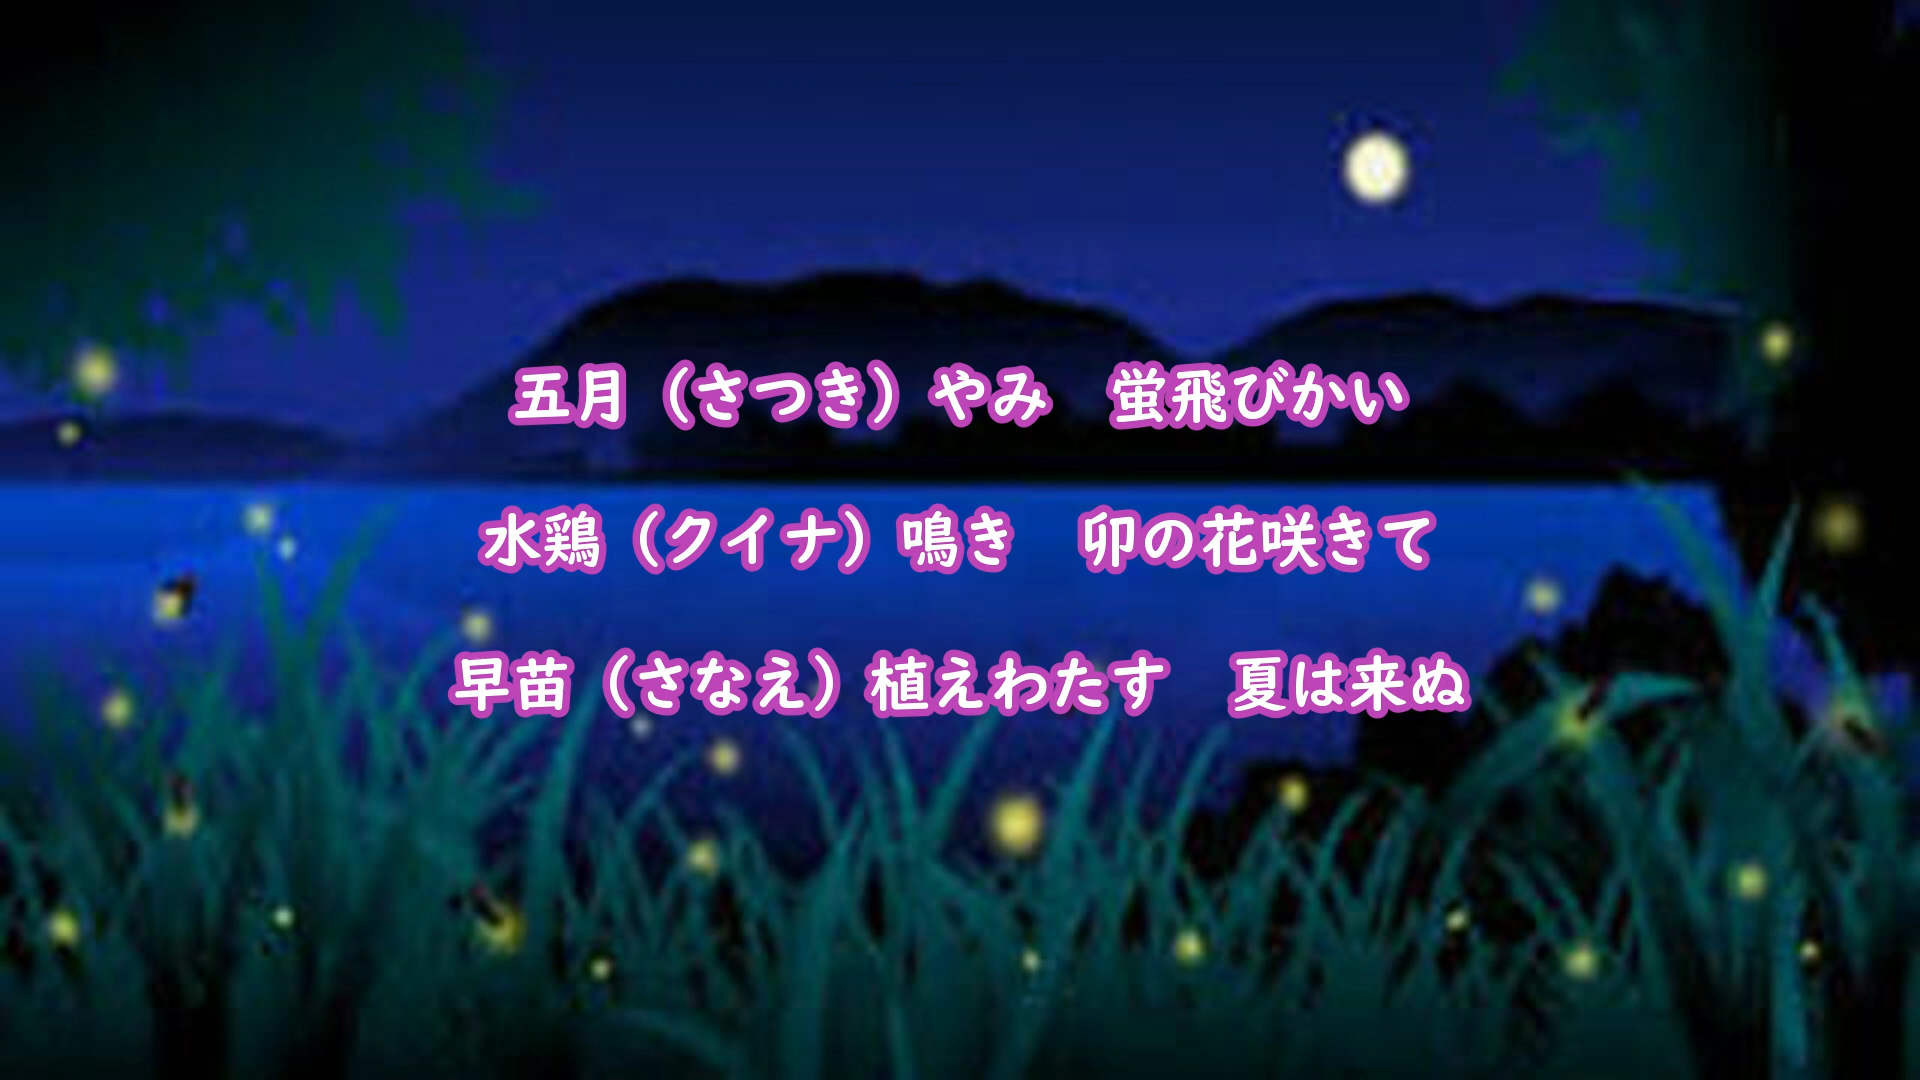 五月（さつき）やみ　蛍飛びかい
水鶏（クイナ）鳴き　卯の花咲きて
早苗（さなえ）植えわたす　夏は来ぬ